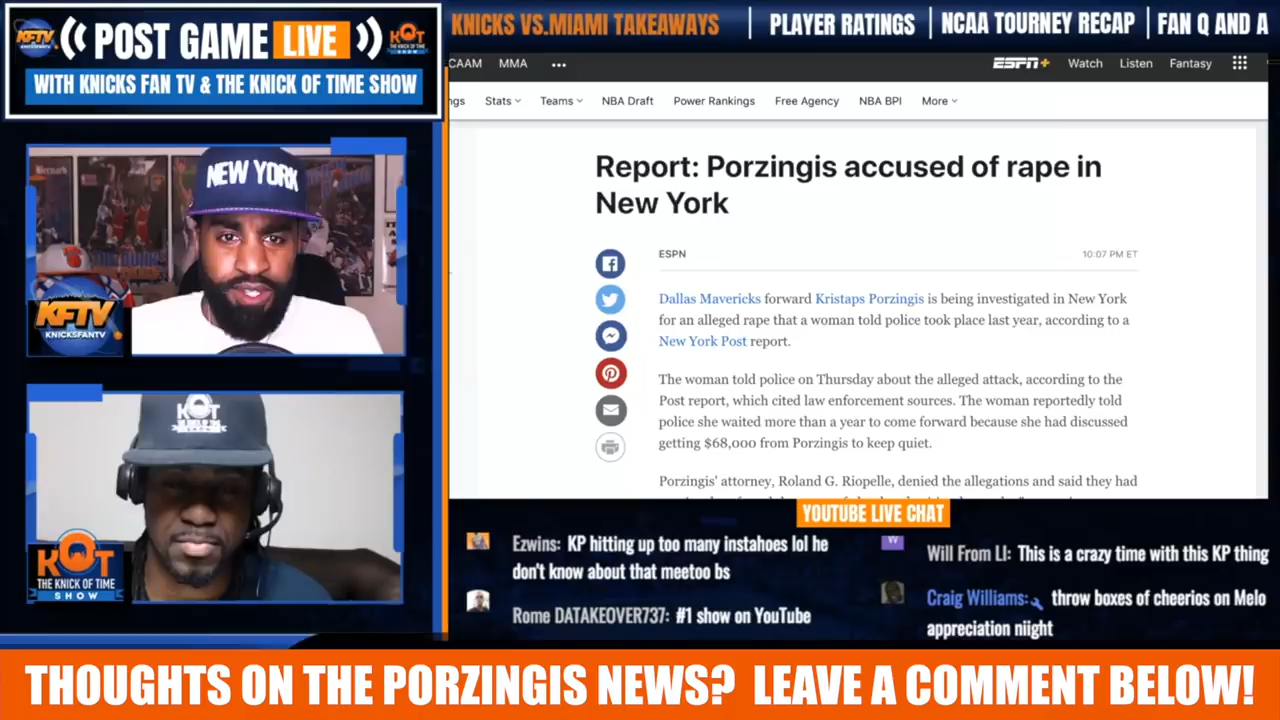 KFTV
POST GAME LIVE
KOT
THE KNICK OF TIME
SHOW
WITH KNICKS FAN TV & THE KNICK OF TIME SHOW
KNICKS VS.MIAMI TAKEAWAYS | PLAYER RATINGS | NCAA TOURNEY RECAP | FAN Q AND A
CAAM MMA ••• ESPN+ Watch Listen Fantasy
ngs Stats Teams NBA Draft Power Rankings Free Agency NBA BPI More
Report: Porzingis accused of rape in
New York
ESPN 10:07 PM ET
Dallas Mavericks forward Kristaps Porzingis is being investigated in New York
for an alleged rape that a woman told police took place last year, according to a
New York Post report.
The woman told police on Thursday about the alleged attack, according to the
Post report, which cited law enforcement sources. The woman reportedly told
police she waited more than a year to come forward because she had discussed
getting $68,000 from Porzingis to keep quiet.
Porzingis' attorney, Roland G. Riopelle, denied the allegations and said they had
NEW YORK
KFTV
KNICKSFANTV
KOT
SHOW
KOT
THE KNICK OF TIME
SHOW
YOUTUBE LIVE CHAT
Ezwins: KP hitting up too many instahoes lol he
don't know about that meetoo bs
Rome DATAKEOVER737: #1 show on YouTube
W
Will From LI: This is a crazy time with this KP thing
Craig Williams: throw boxes of cheerios on Melo
appreciation niight
THOUGHTS ON THE PORZINGIS NEWS? LEAVE A COMMENT BELOW!